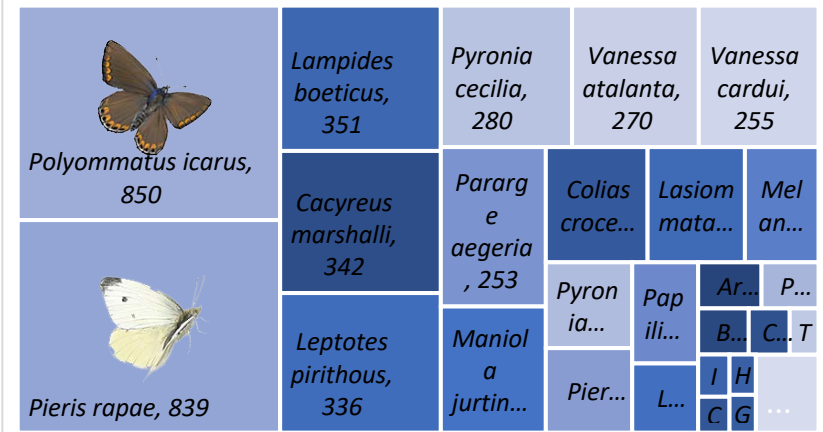 Polyommatus icarus,
850
Pieris rapae, 839
Lampides
boeticus,
351
Cacyreus
marshalli,
342
Leptotes
pirithous,
336
Pyronia
cecilia,
280
Vanessa
atalanta,
270
Vanessa
cardui,
255
Pararg
e
aegeria
, 253
Maniol
a
jurtin...
Colias
croce...
Lasiom
mata...
Mel
an...
Pyron
ia...
Pier...
Pap
ili...
L...
Ar...
P...
B...
C...
T
I
H
C
G
...